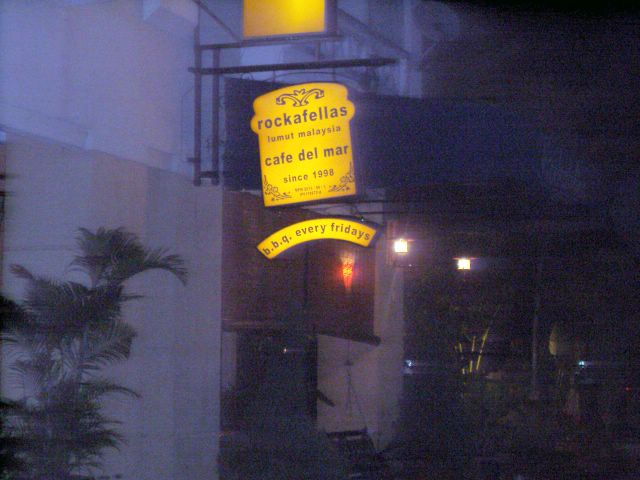 rockafellas
lumut malaysia
cafe del mar
since 1998
b.b.q. every fridays